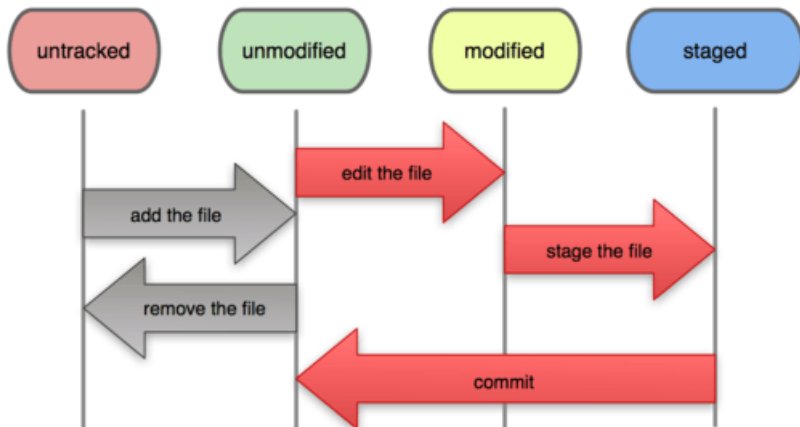 untracked
unmodified
modified
staged
edit the file
add the file
stage the file
remove the file
commit